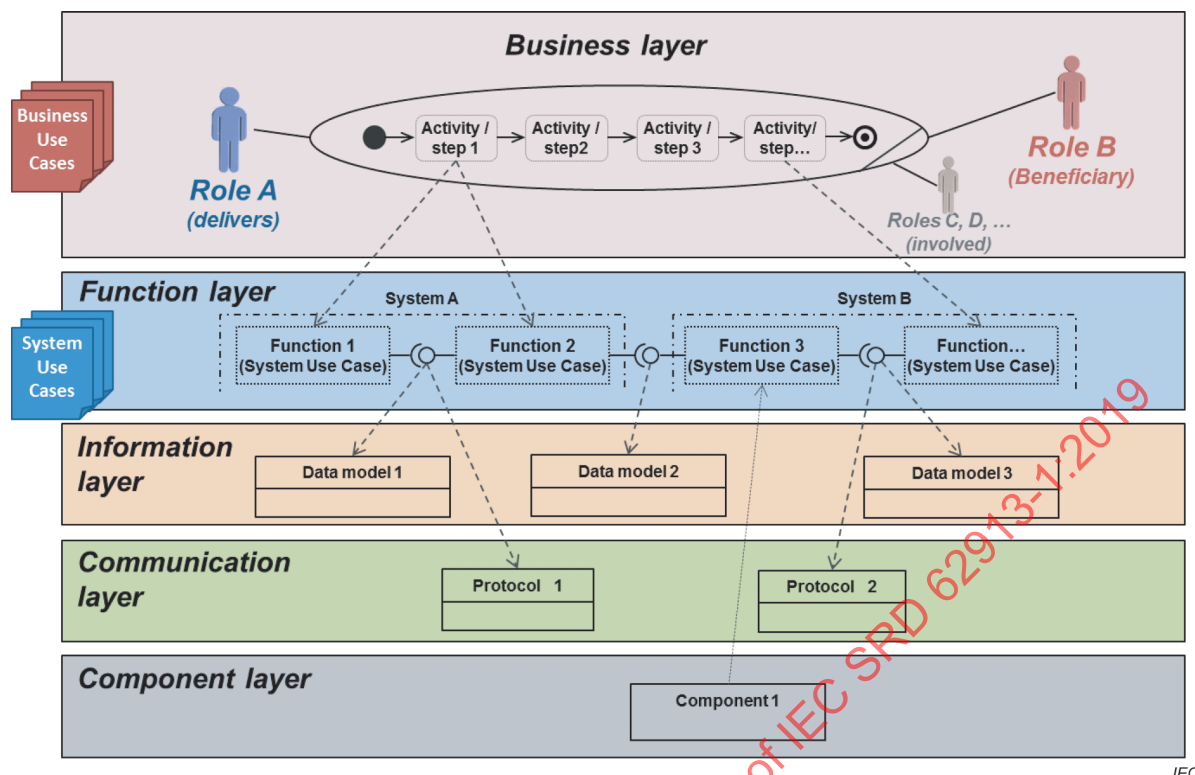 Business layer
Business
Use
Cases
Activity /
step 1
Activity /
step2
Activity /
step 3
Activity/
step...
Role A
(delivers)
Role B
(Beneficiary)
Roles C, D, ...
(involved)
Function layer
System A
System B
System
Use
Cases
Function 1
(System Use Case)
Function 2
(System Use Case)
Function 3
(System Use Case)
Function...
(System Use Case)
Information
layer
Data model 1
Data model 2
Data model 3
Communication
layer
Protocol 1
Protocol 2
Component layer
Component 1
of IEC SRD 62913-1:2019
IEC